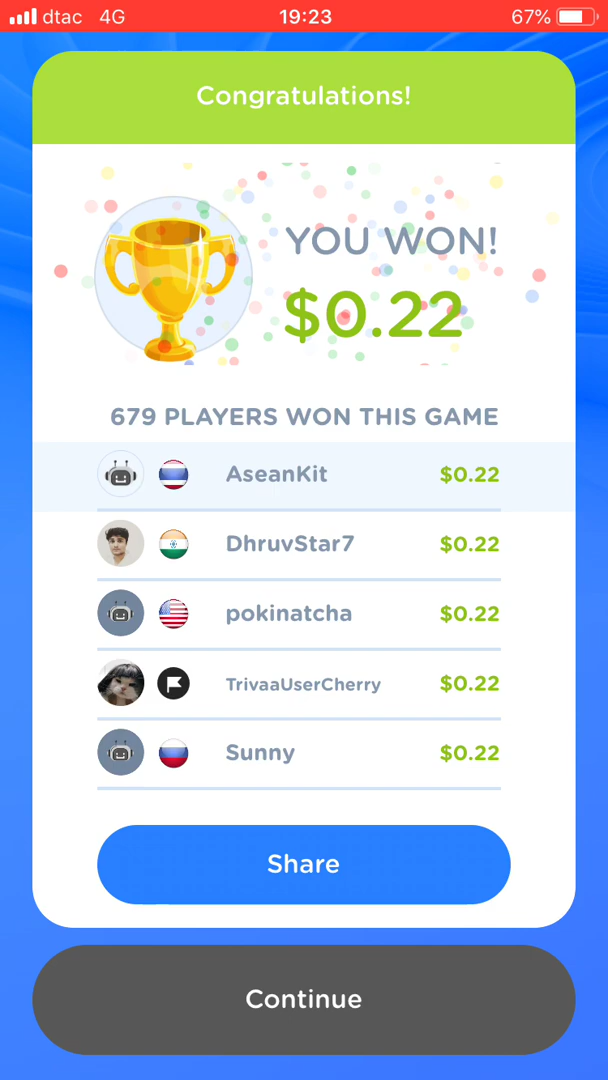 dtac 4G 19:23 67%
Congratulations!
YOU WON!
$0.22
679 PLAYERS WON THIS GAME
AseanKit $0.22
DhruvStar7 $0.22
pokinatcha $0.22
TrivaaUserCherry $0.22
Sunny $0.22
Share
Continue